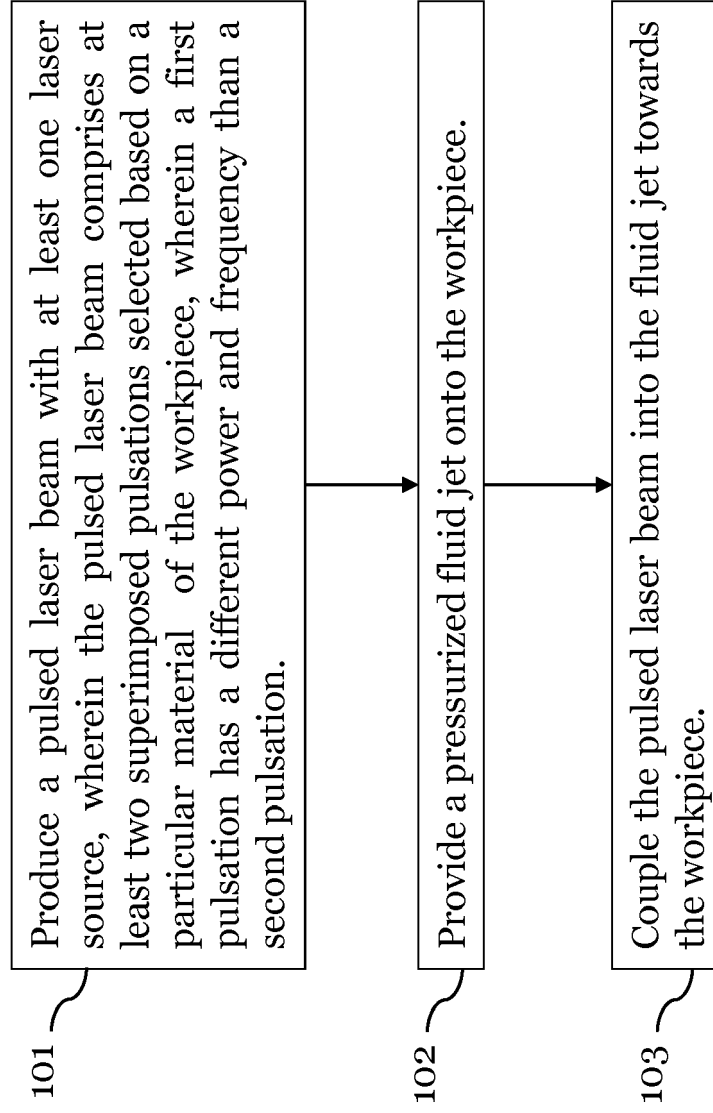 101
Produce a pulsed laser beam with at least one laser
source, wherein the pulsed laser beam comprises at
least two superimposed pulsations selected based on a
particular material of the workpiece, wherein a first
pulsation has a different power and frequency than a
second pulsation.
102
Provide a pressurized fluid jet onto the workpiece.
103
Couple the pulsed laser beam into the fluid jet towards
the workpiece.